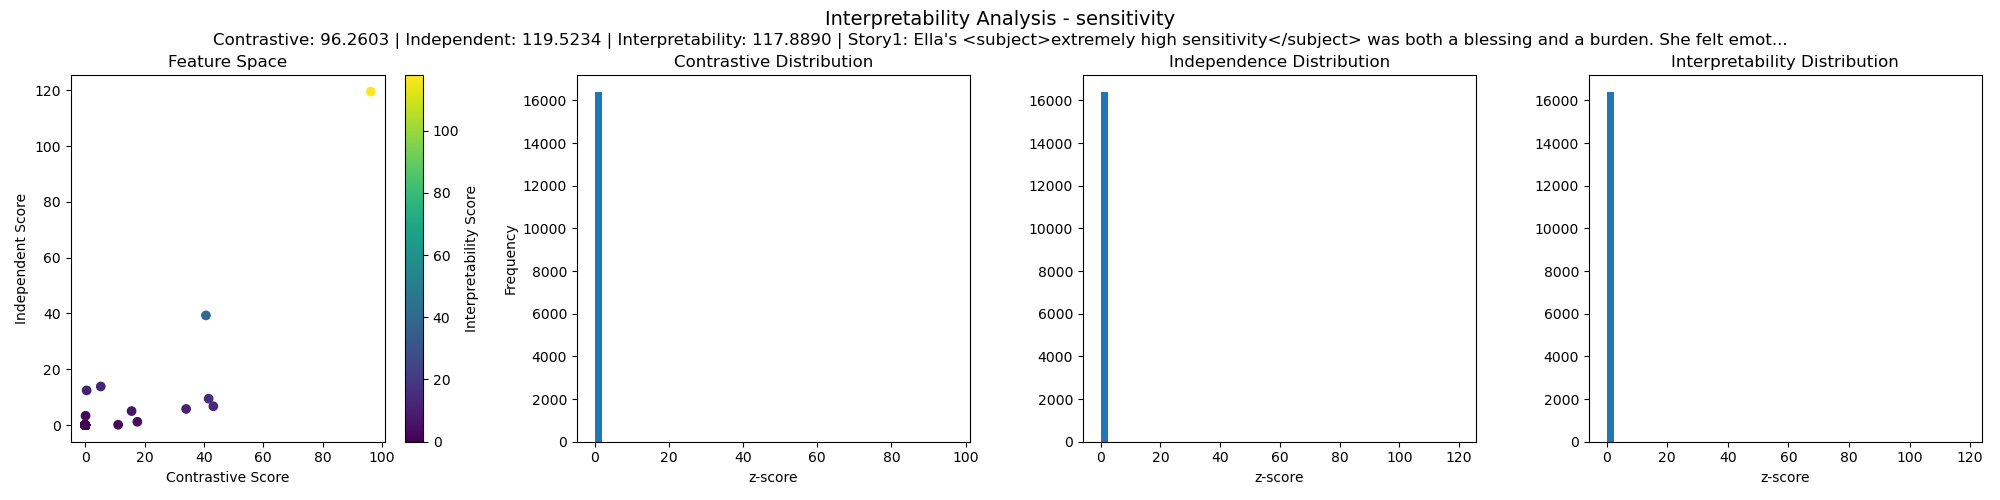 Interpretability Analysis - sensitivity
Contrastive: 96.2603 | Independent: 119.5234 | Interpretability: 117.8890 | Story1: Ella's <subject>extremely high sensitivity</subject> was both a blessing and a burden. She felt emot...
Feature Space
120
100
80
60
40
20
0
Independent Score
0 20 40 60 80 100
Contrastive Score
100
80
60
40
20
0
Interpretability Score
Contrastive Distribution
16000
14000
12000
10000
8000
6000
4000
2000
0
Frequency
0 20 40 60 80 100
z-score
Independence Distribution
16000
14000
12000
10000
8000
6000
4000
2000
0
0 20 40 60 80 100 120
z-score
Interpretability Distribution
16000
14000
12000
10000
8000
6000
4000
2000
0
0 20 40 60 80 100 120
z-score